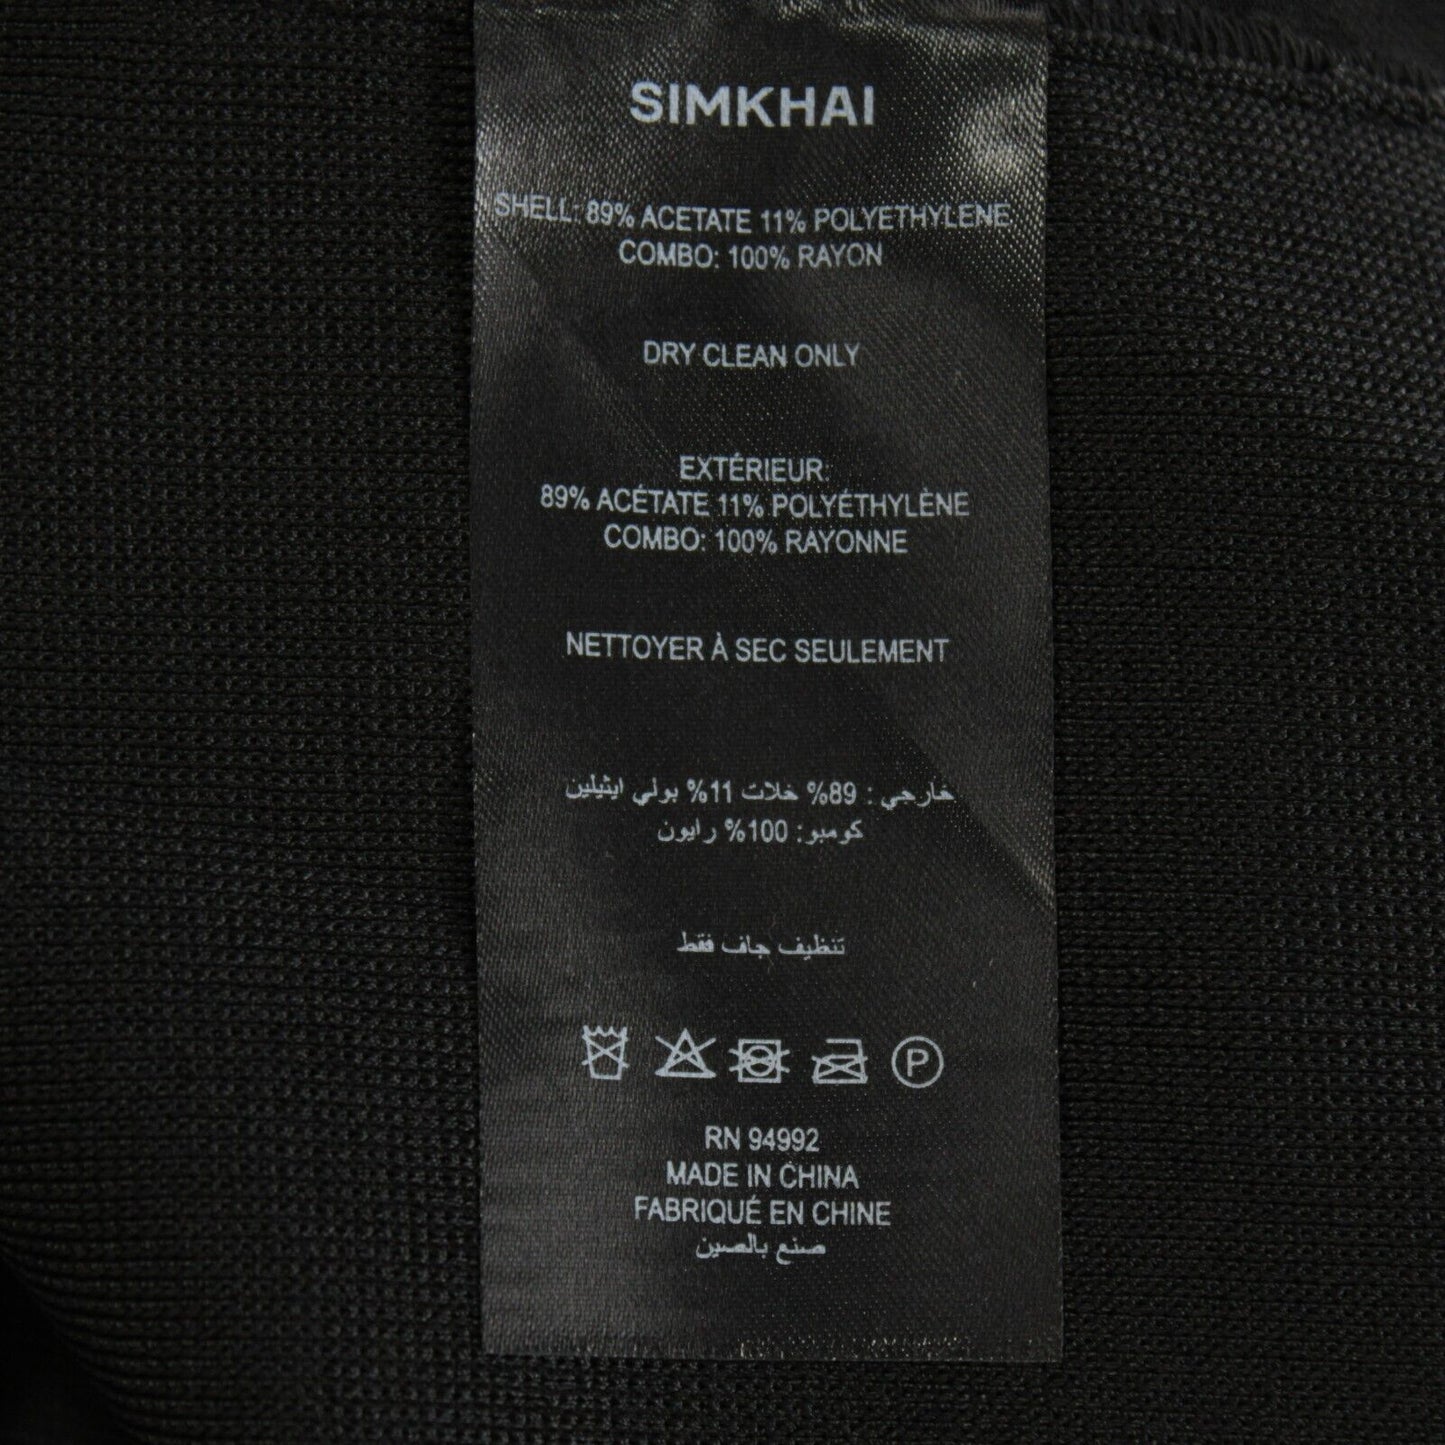 SIMKHAI
SHELL: 89% ACETATE 11% POLYETHYLENE
COMBO: 100% RAYON
DRY CLEAN ONLY
EXTÉRIEUR:
89% ACÉTATE 11% POLYÉTHYLÈNE
COMBO: 100% RAYONNE
NETTOYER À SEC SEULEMENT
خارجي : 89% خلات 11% بولي ايثيلين
كومبو: 100% رايون
تنظيف جاف فقط
P
RN 94992
MADE IN CHINA
FABRIQUÉ EN CHINE
صنع بالصين